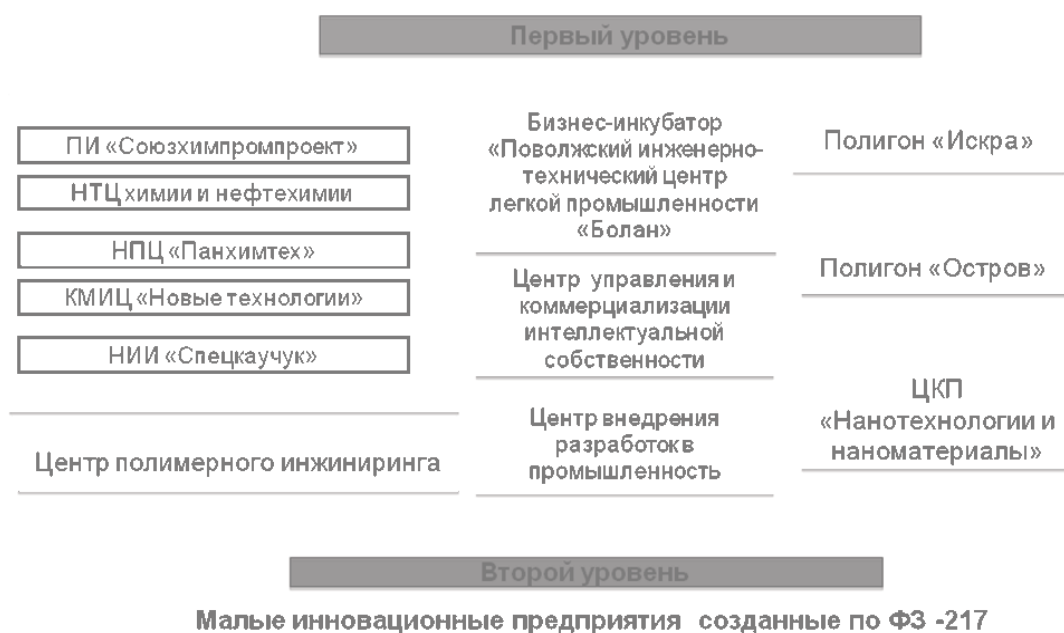 Первый уровень
ПИ «Союзхимпромпроект»
НТЦ химии и нефтехимии
НПЦ «Панхимтех»
КМИЦ «Новые технологии»
НИИ «Спецкаучук»
Центр полимерного инжиниринга
Бизнес-инкубатор
«Поволжский инженерно-
технический центр
легкой промышленности
«Болан»
Центр управления и
коммерциализации
интеллектуальной
собственности
Центр внедрения
разработок в
промышленность
Полигон «Искра»
Полигон «Остров»
ЦКП
«Нанотехнологии и
наноматериалы»
Второй уровень
Малые инновационные предприятия созданные по ФЗ -217